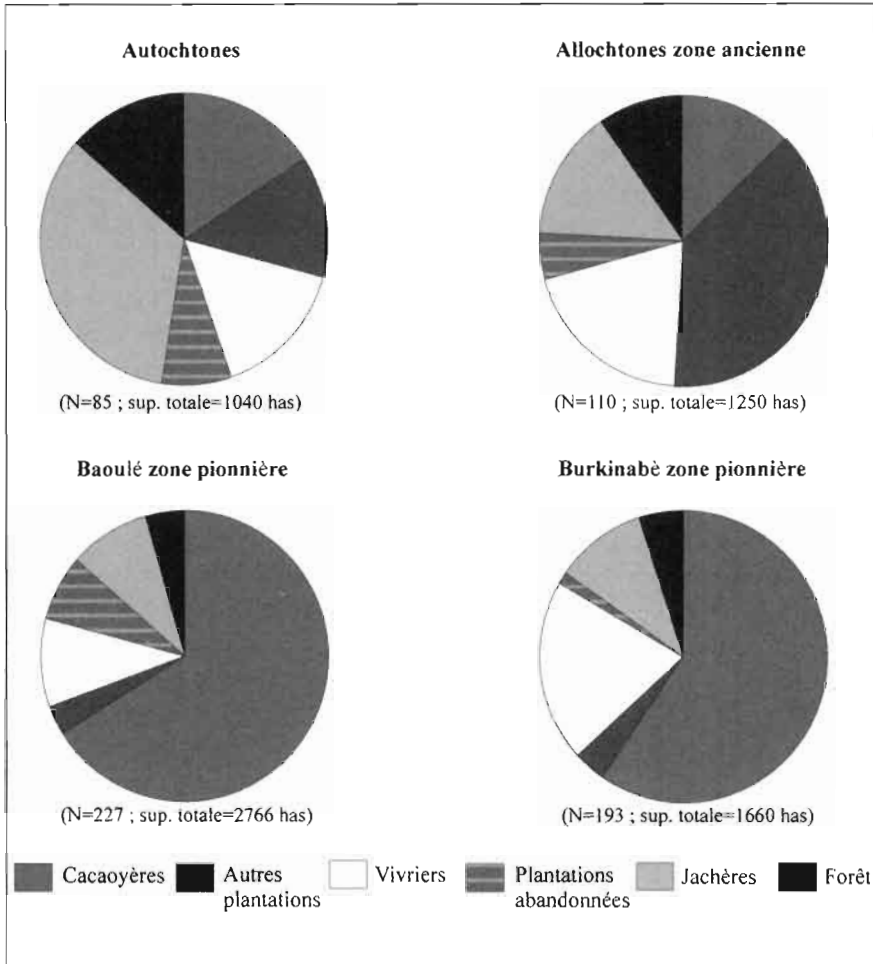 Autochtones
Allochtones zone ancienne
(N=85 ; sup. totale=1040 has)
(N=110 ; sup. totale=1250 has)
Baoulé zone pionnière
Burkinabè zone pionnière
(N=227 ; sup. totale=2766 has)
(N=193 ; sup. totale=1660 has)
Cacaoyères
Autres
plantations
Vivriers
Plantations
abandonnées
Jachères
Forêt